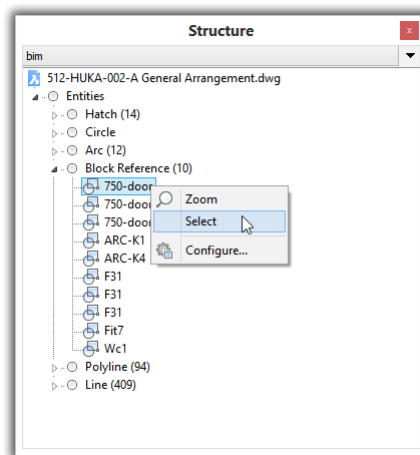 Structure
x
bim
512-HUKA-002-A General Arrangement.dwg
Entities
Hatch (14)
Circle
Arc (12)
Block Reference (10)
750-door
750-door
750-door
ARC-K1
ARC-K4
F31
F31
F31
Fit7
Wc1
Polyline (94)
Line (409)
Zoom
Select
Configure...